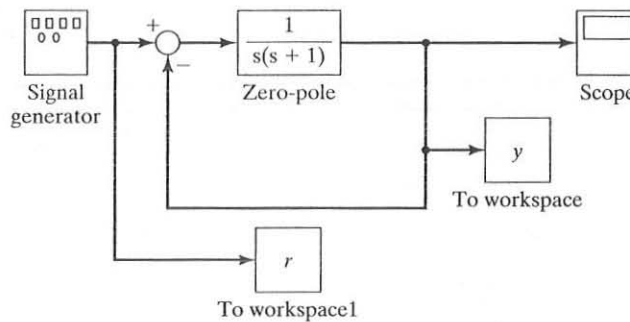 +
−
1
s(s + 1)
Signal
generator
Zero-pole
Scope
y
To workspace
r
To workspace1